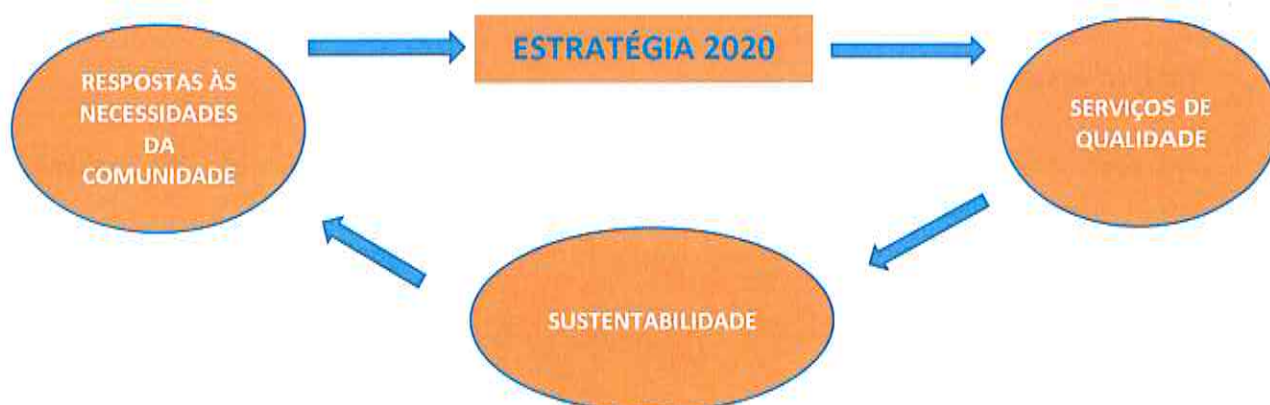 ESTRATÉGIA 2020
RESPOSTAS ÀS
NECESSIDADES
DA
COMUNIDADE
SERVIÇOS DE
QUALIDADE
SUSTENTABILIDADE